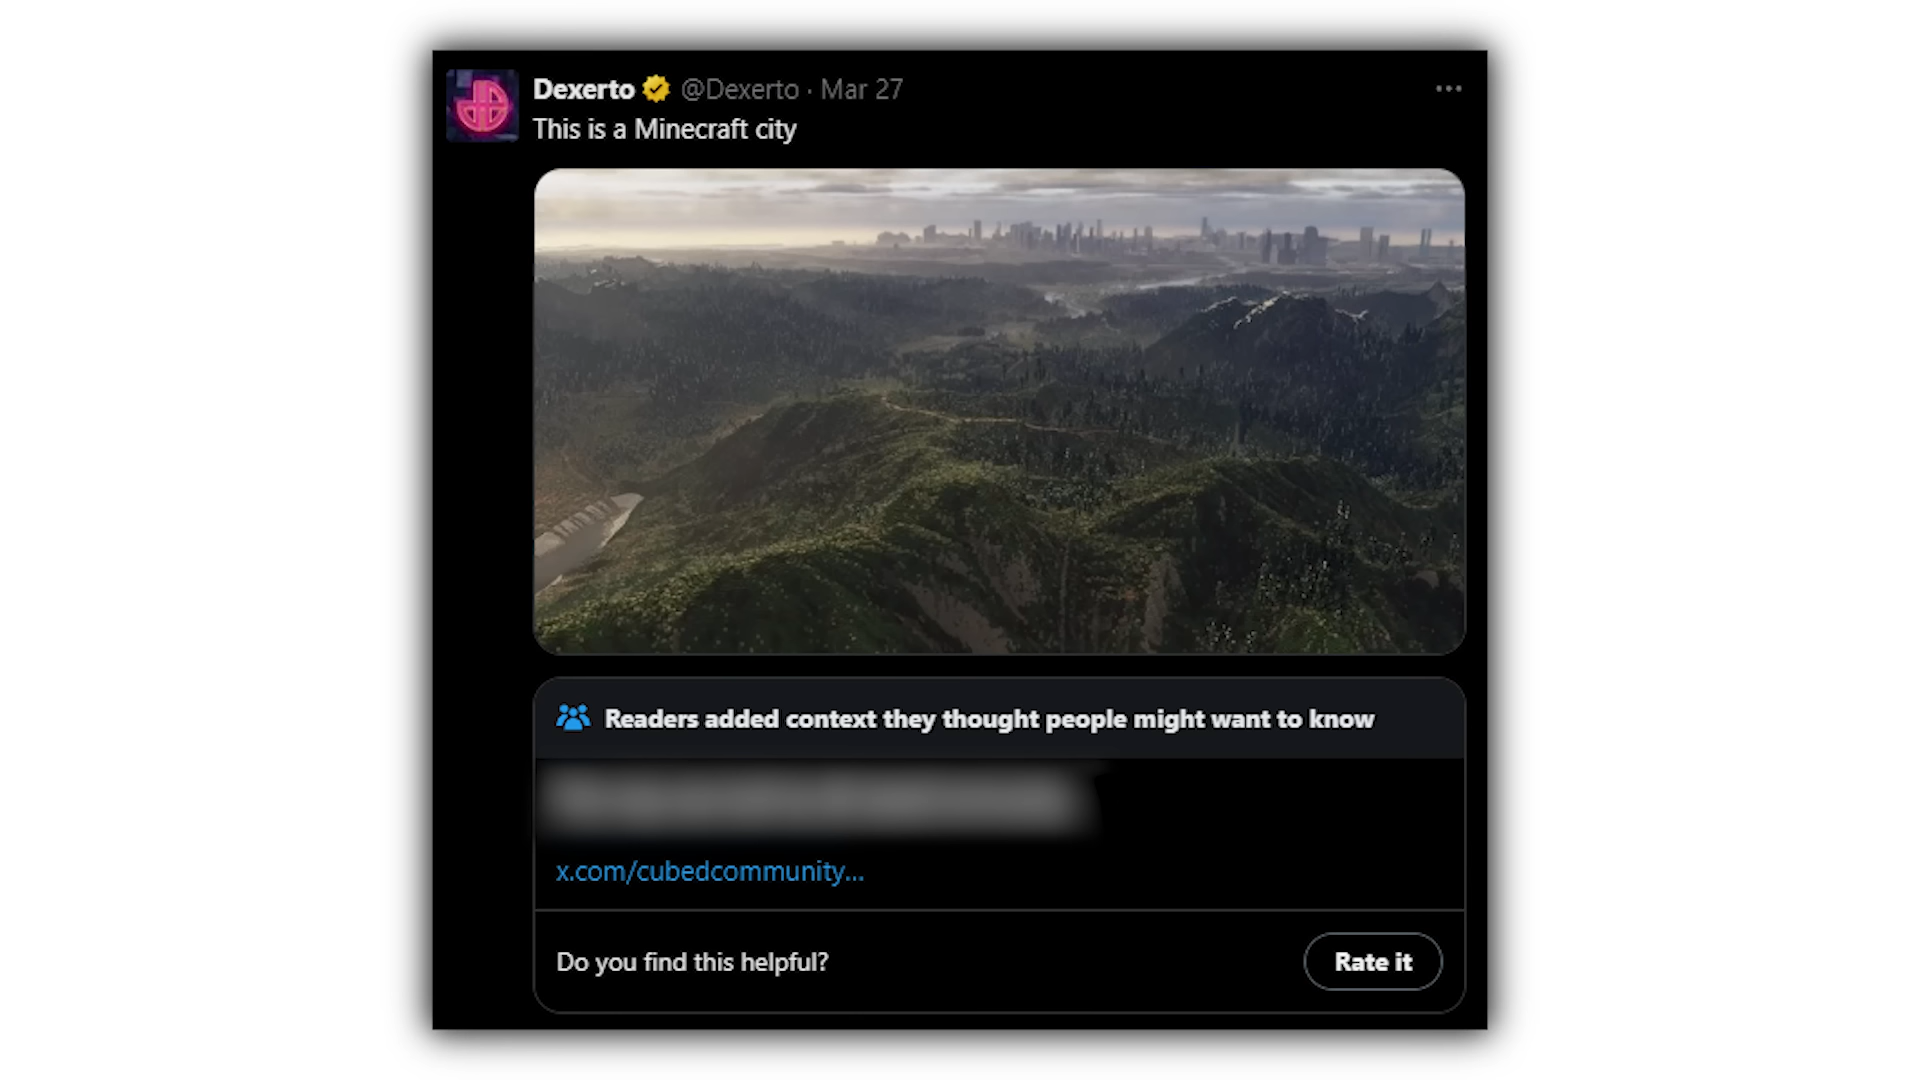 Dexerto @Dexerto · Mar 27
This is a Minecraft city
Readers added context they thought people might want to know
x.com/cubedcommunity...
Do you find this helpful?
Rate it